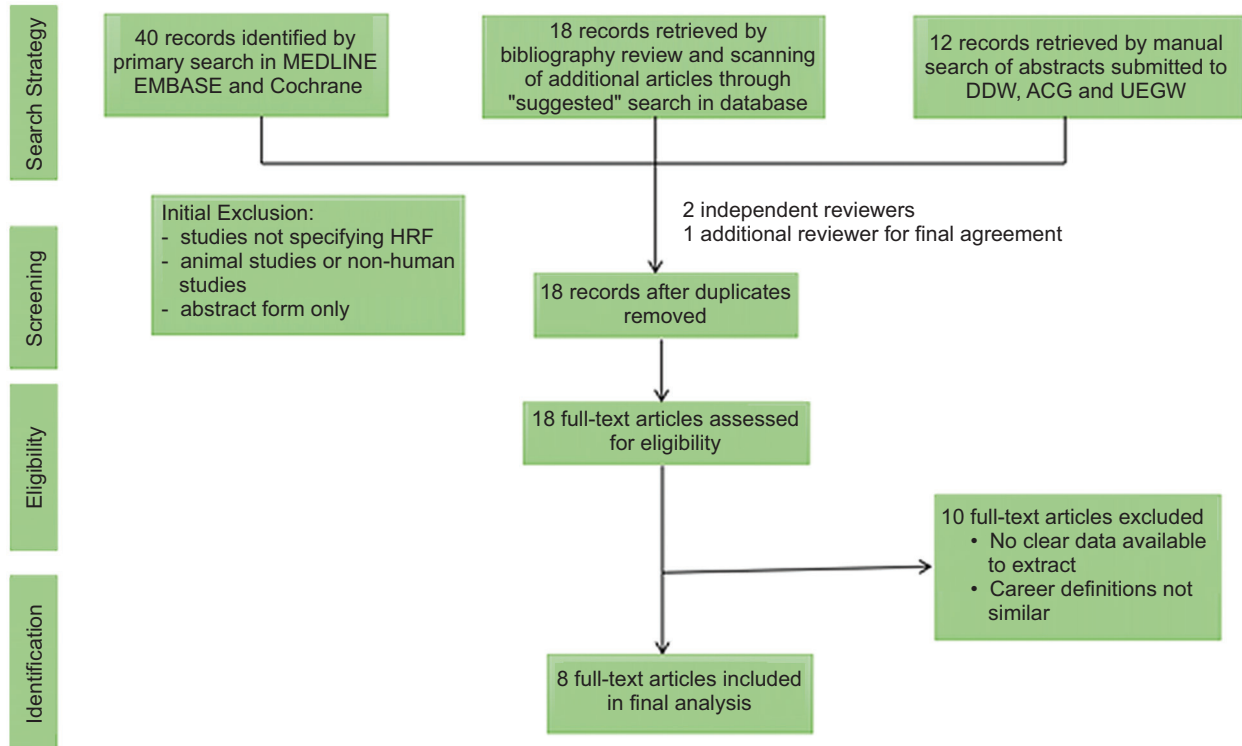 Search Strategy
40 records identified by
primary search in MEDLINE
EMBASE and Cochrane
18 records retrieved by
bibliography review and scanning
of additional articles through
"suggested" search in database
12 records retrieved by manual
search of abstracts submitted to
DDW, ACG and UEGW
Initial Exclusion:
- studies not specifying HRF
- animal studies or non-human
studies
- abstract form only
2 independent reviewers
1 additional reviewer for final agreement
Screening
18 records after duplicates
removed
Eligibility
18 full-text articles assessed
for eligibility
10 full-text articles excluded
• No clear data available
to extract
• Career definitions not
similar
Identification
8 full-text articles included
in final analysis